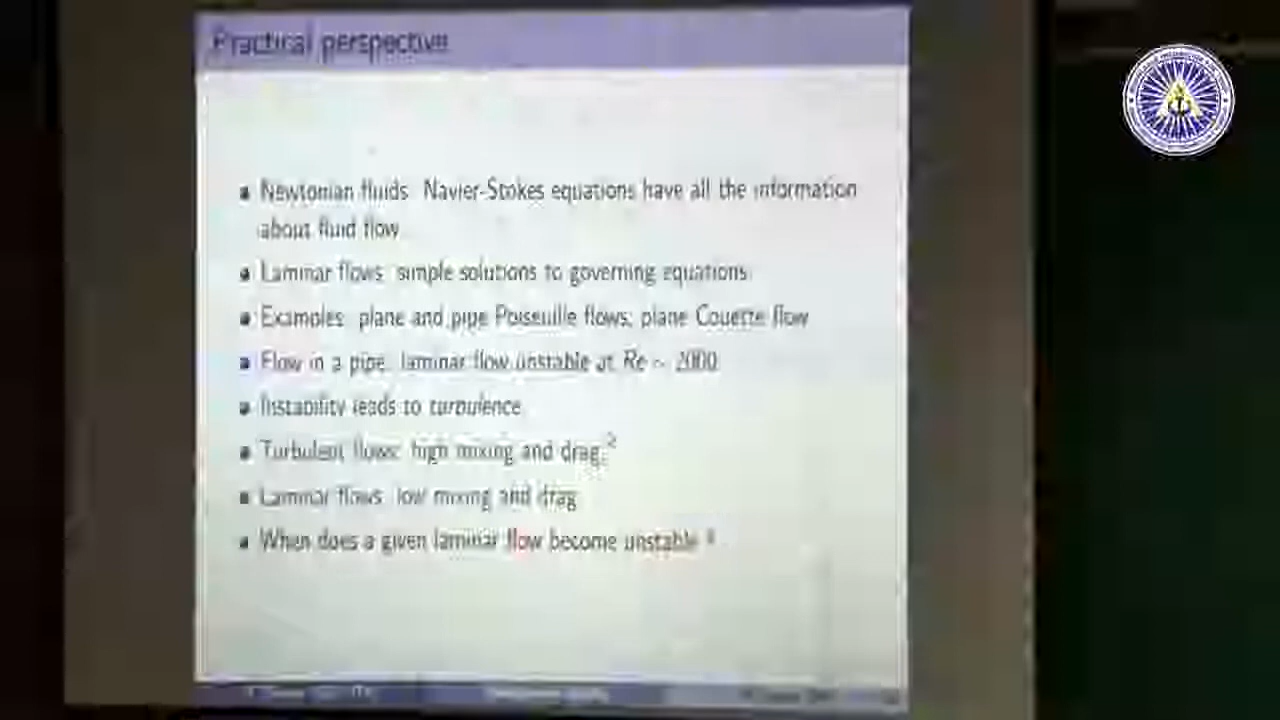 Practical perspective
Newtonian fluids: Navier-Stokes equations have all the information
about fluid flow
Laminar flows: simple solutions to governing equations
Examples: plane and pipe Poiseuille flows; plane Couette flow
Flow in a pipe: laminar flow unstable at Re ~ 2000
Instability leads to turbulence
Turbulent flows: high mixing and drag.²
Laminar flows: low mixing and drag
When does a given laminar flow become unstable